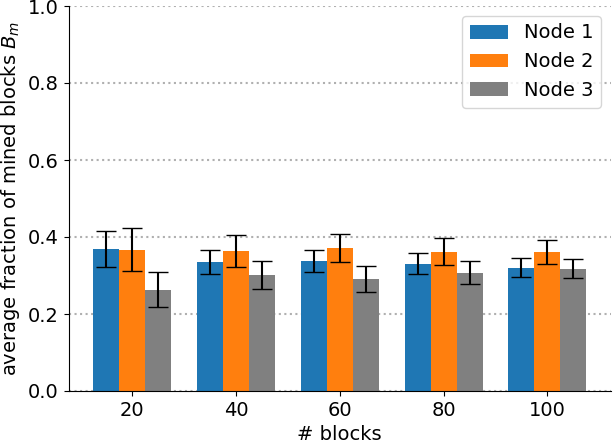 average fraction of mined blocks Bₘ
1.0
0.8
0.6
0.4
0.2
0.0
Node 1
Node 2
Node 3
20 40 60 80 100
# blocks